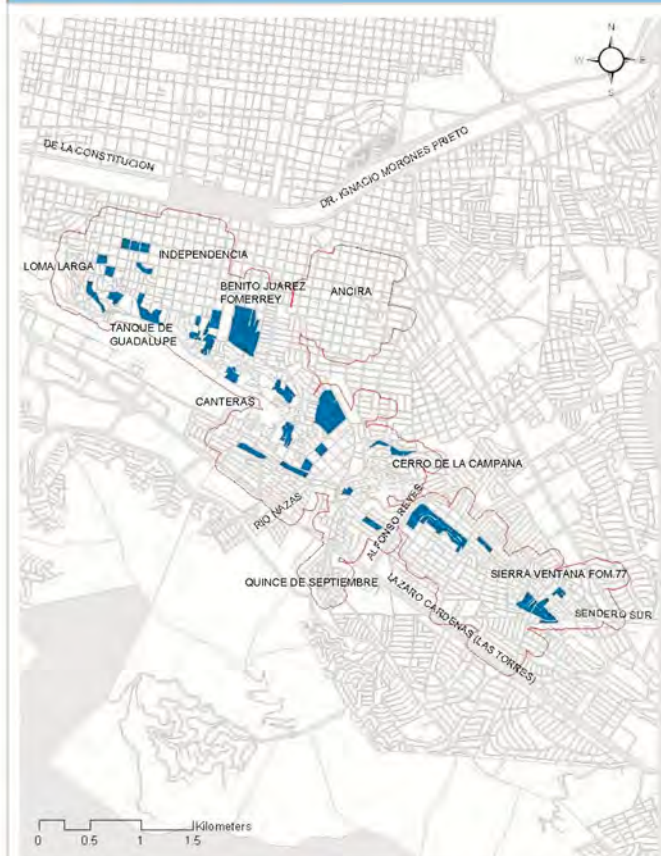 N
W E
S
DE LA CONSTITUCION
DR. IGNACIO MORONES PRIETO
INDEPENDENCIA
LOMA LARGA
BENITO JUAREZ
FOMERREY
ANCIRA
TANQUE DE
GUADALUPE
CANTERAS
CERRO DE LA CAMPANA
RIO NAZAS
ALFONSO REYES
SIERRA VENTANA FOM.77
QUINCE DE SEPTIEMBRE
LAZARO CARDENAS (LAS TORRES)
SENDERO SUR
Kilometers
0 0.5 1 1.5